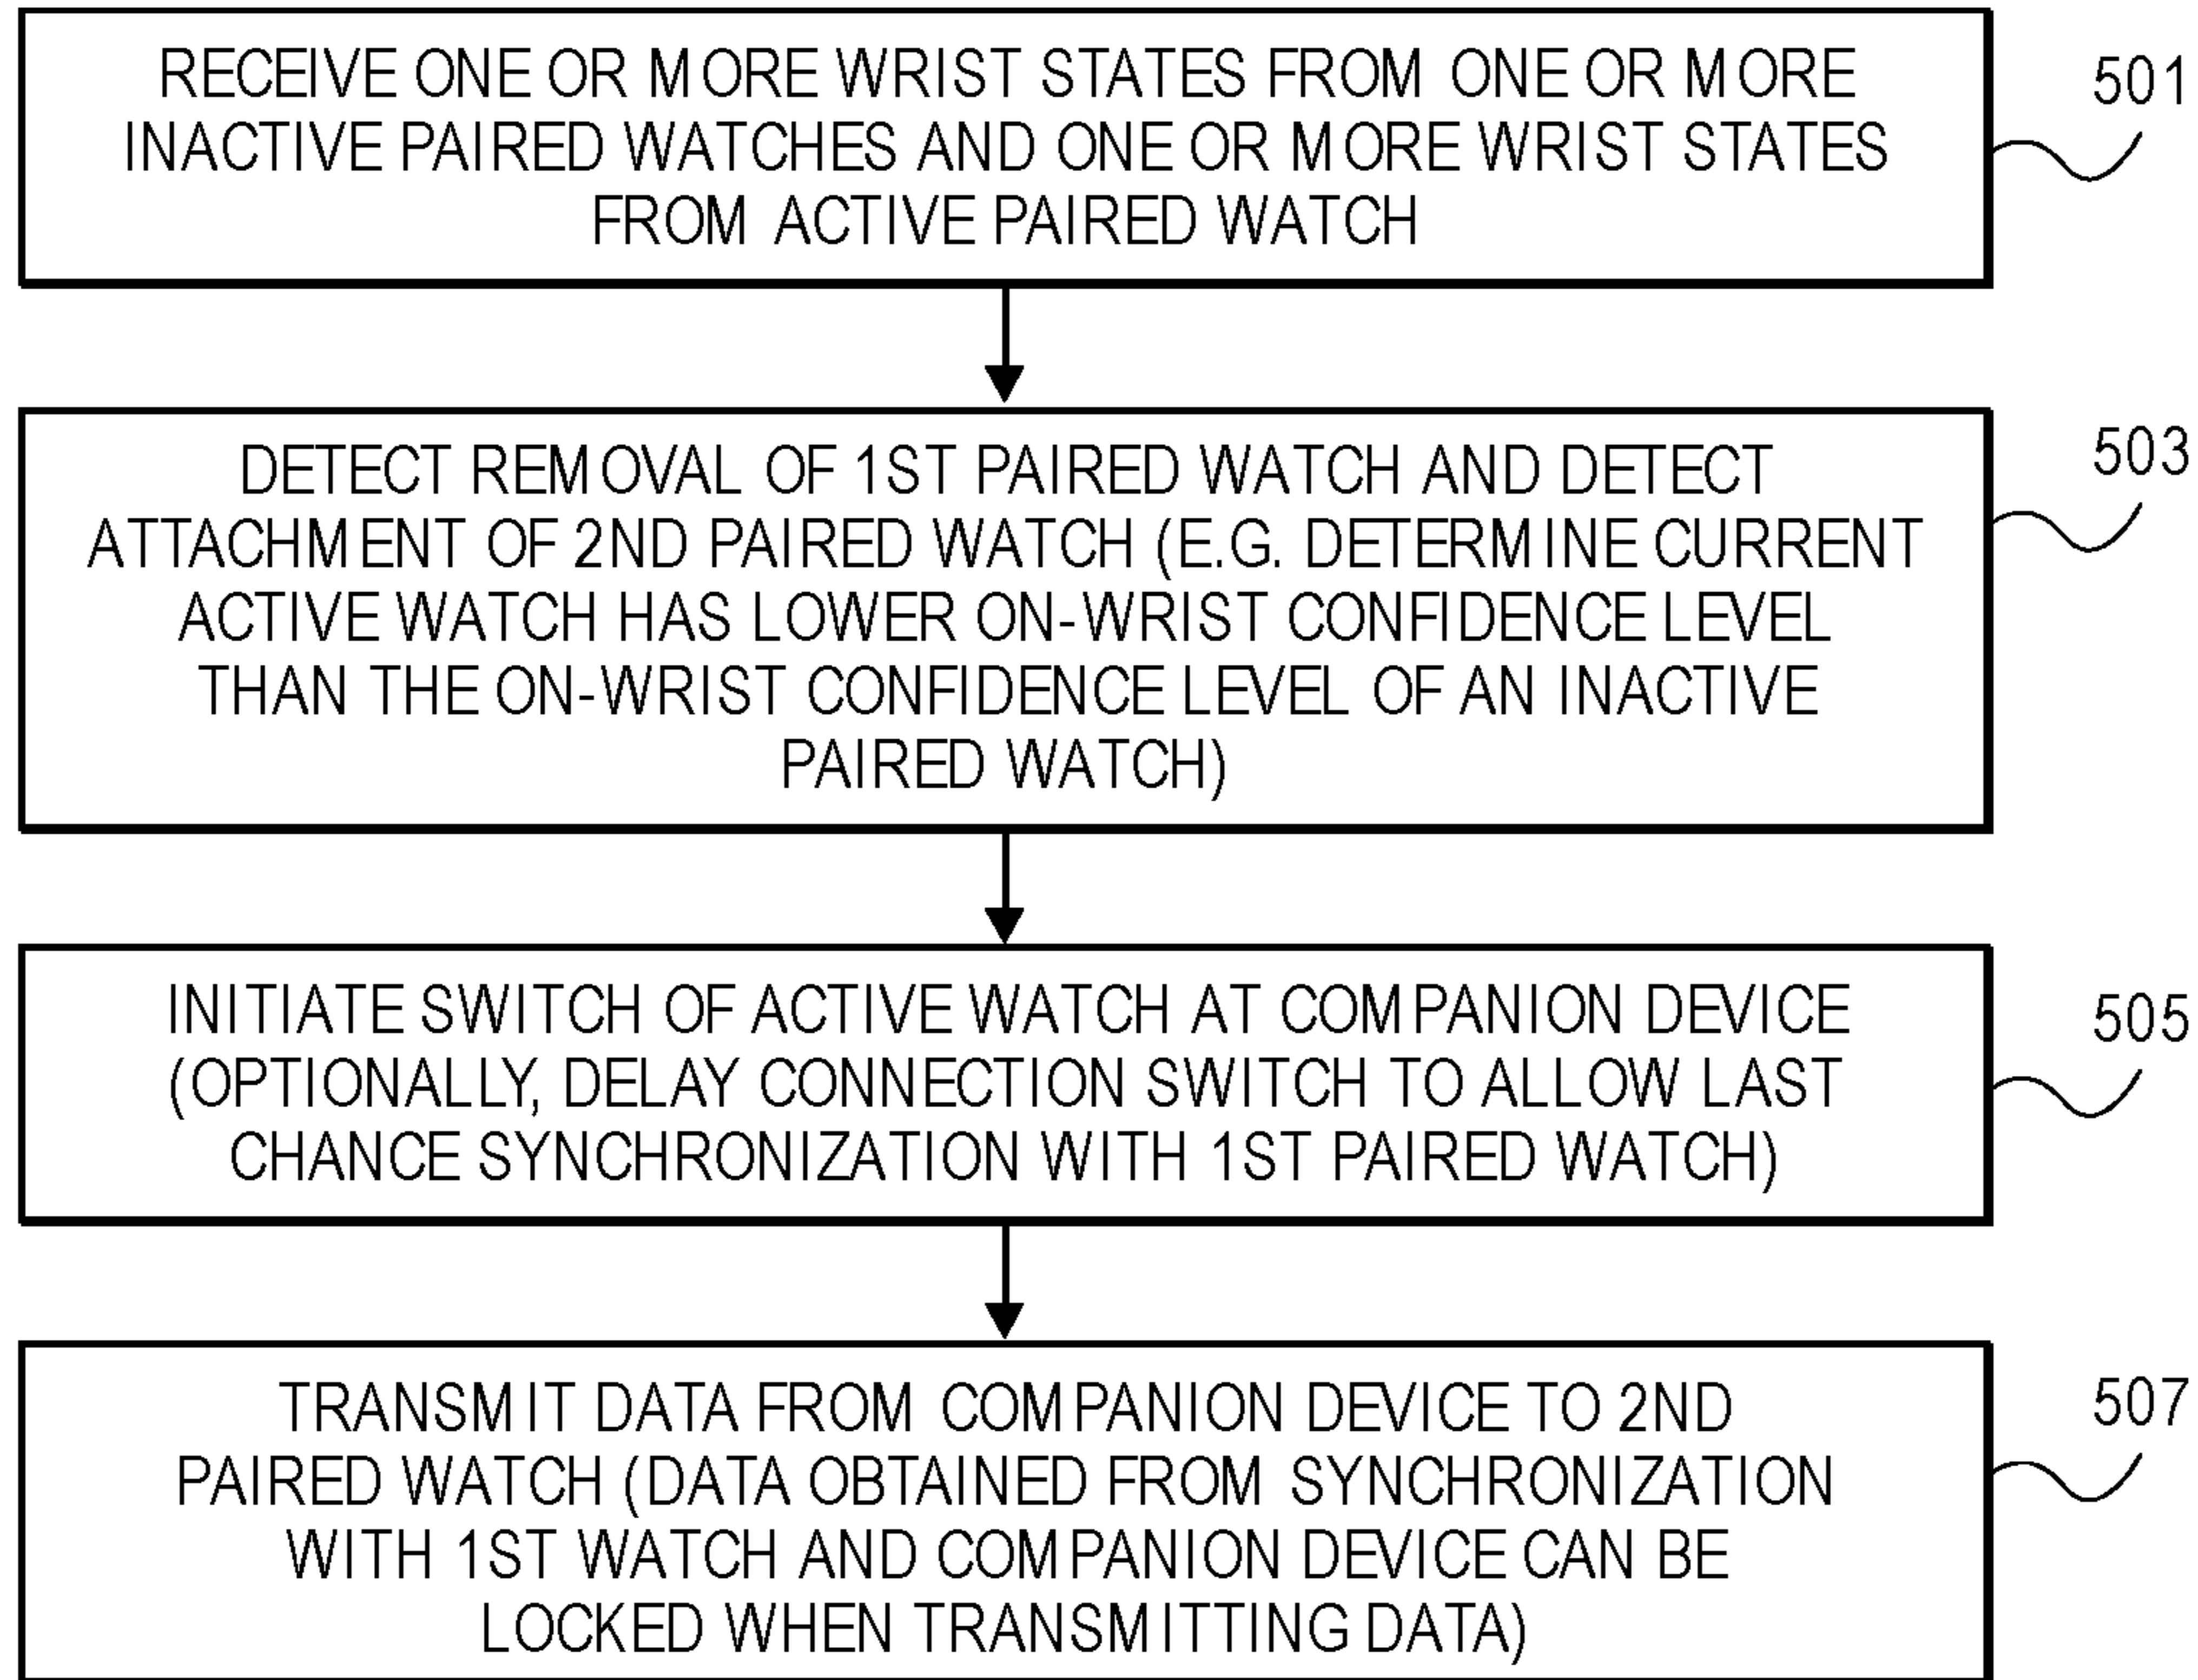 RECEIVE ONE OR MORE WRIST STATES FROM ONE OR MORE
INACTIVE PAIRED WATCHES AND ONE OR MORE WRIST STATES
FROM ACTIVE PAIRED WATCH
501
DETECT REMOVAL OF 1ST PAIRED WATCH AND DETECT
ATTACHMENT OF 2ND PAIRED WATCH (E.G. DETERMINE CURRENT
ACTIVE WATCH HAS LOWER ON-WRIST CONFIDENCE LEVEL
THAN THE ON-WRIST CONFIDENCE LEVEL OF AN INACTIVE
PAIRED WATCH)
503
INITIATE SWITCH OF ACTIVE WATCH AT COMPANION DEVICE
(OPTIONALLY, DELAY CONNECTION SWITCH TO ALLOW LAST
CHANCE SYNCHRONIZATION WITH 1ST PAIRED WATCH)
505
TRANSMIT DATA FROM COMPANION DEVICE TO 2ND
PAIRED WATCH (DATA OBTAINED FROM SYNCHRONIZATION
WITH 1ST WATCH AND COMPANION DEVICE CAN BE
LOCKED WHEN TRANSMITTING DATA)
507